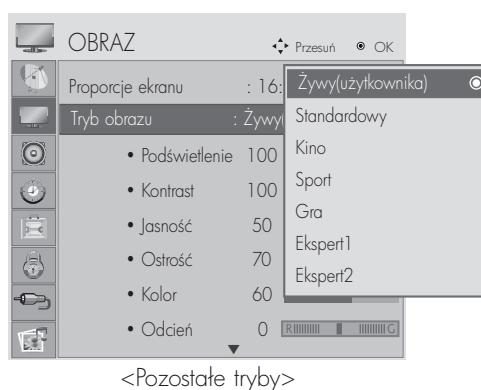 OBRAZ Przesuń OK
Proporcje ekranu : 16:
Tryb obrazu : Żywy(
• Podświetlenie 100
• Kontrast 100
• Jasność 50
• Ostrość 70
• Kolor 60
• Odcień 0 R G
Żywy(użytkownika)
Standardowy
Kino
Sport
Gra
Ekspert1
Ekspert2
<Pozostałe tryby>